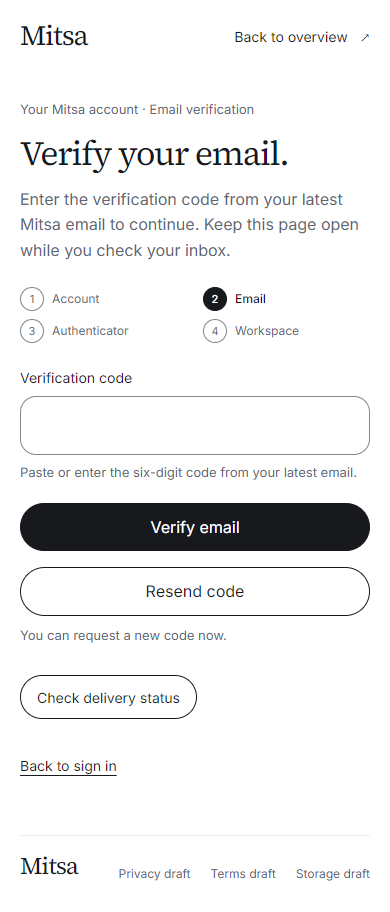 Mitsa
Back to overview ↗
Your Mitsa account · Email verification
Verify your email.
Enter the verification code from your latest
Mitsa email to continue. Keep this page open
while you check your inbox.
1 Account
2 Email
3 Authenticator
4 Workspace
Verification code
Paste or enter the six-digit code from your latest email.
Verify email
Resend code
You can request a new code now.
Check delivery status
Back to sign in
Mitsa
Privacy draft
Terms draft
Storage draft